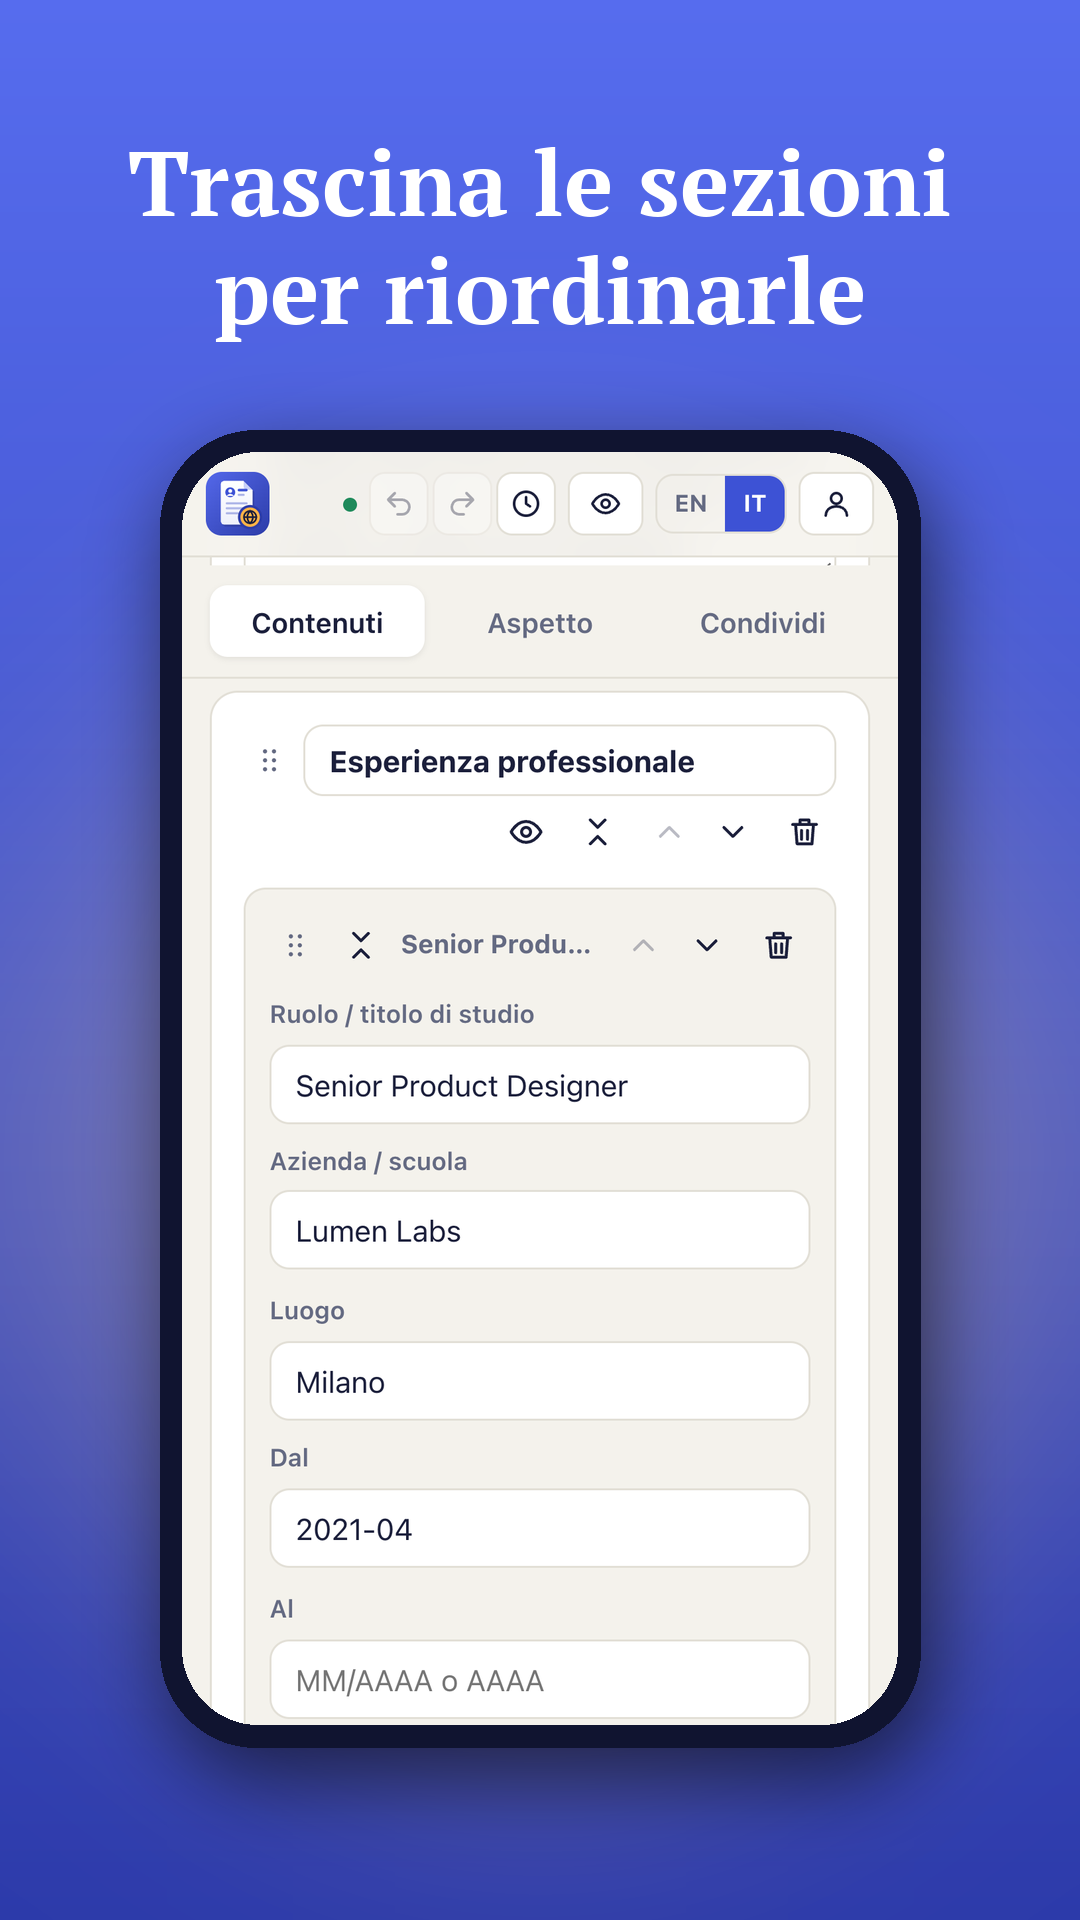 Trascina le sezioni
per riordinarle
EN IT
Contenuti Aspetto Condividi
Esperienza professionale
Senior Produ...
Ruolo / titolo di studio
Senior Product Designer
Azienda / scuola
Lumen Labs
Luogo
Milano
Dal
2021-04
Al
MM/AAAA o AAAA